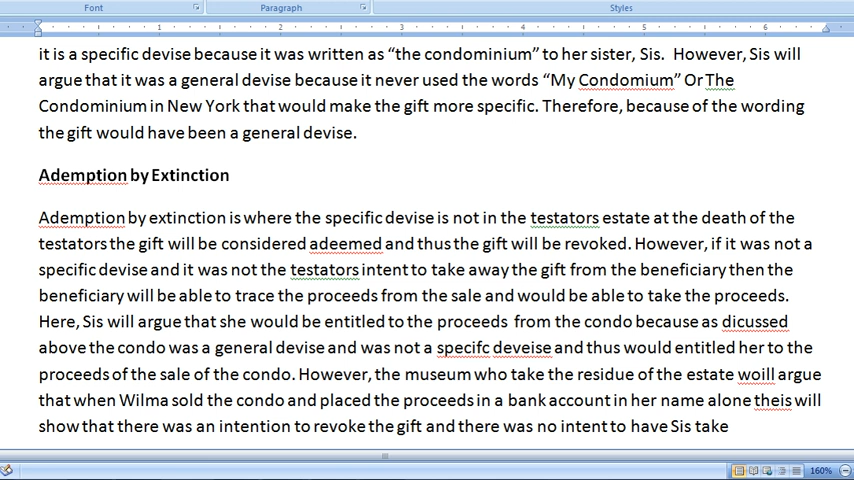 Font Paragraph Styles
1 2 3 4 5 6
it is a specific devise because it was written as “the condominium” to her sister, Sis. However, Sis will
argue that it was a general devise because it never used the words “My Condomium” Or The
Condominium in New York that would make the gift more specific. Therefore, because of the wording
the gift would have been a general devise.
Ademption by Extinction
Ademption by extinction is where the specific devise is not in the testators estate at the death of the
testators the gift will be considered adeemed and thus the gift will be revoked. However, if it was not a
specific devise and it was not the testators intent to take away the gift from the beneficiary then the
beneficiary will be able to trace the proceeds from the sale and would be able to take the proceeds.
Here, Sis will argue that she would be entitled to the proceeds from the condo because as dicussed
above the condo was a general devise and was not a specifc deveise and thus would entitled her to the
proceeds of the sale of the condo. However, the museum who take the residue of the estate woill argue
that when Wilma sold the condo and placed the proceeds in a bank account in her name alone theis will
show that there was an intention to revoke the gift and there was no intent to have Sis take
160%